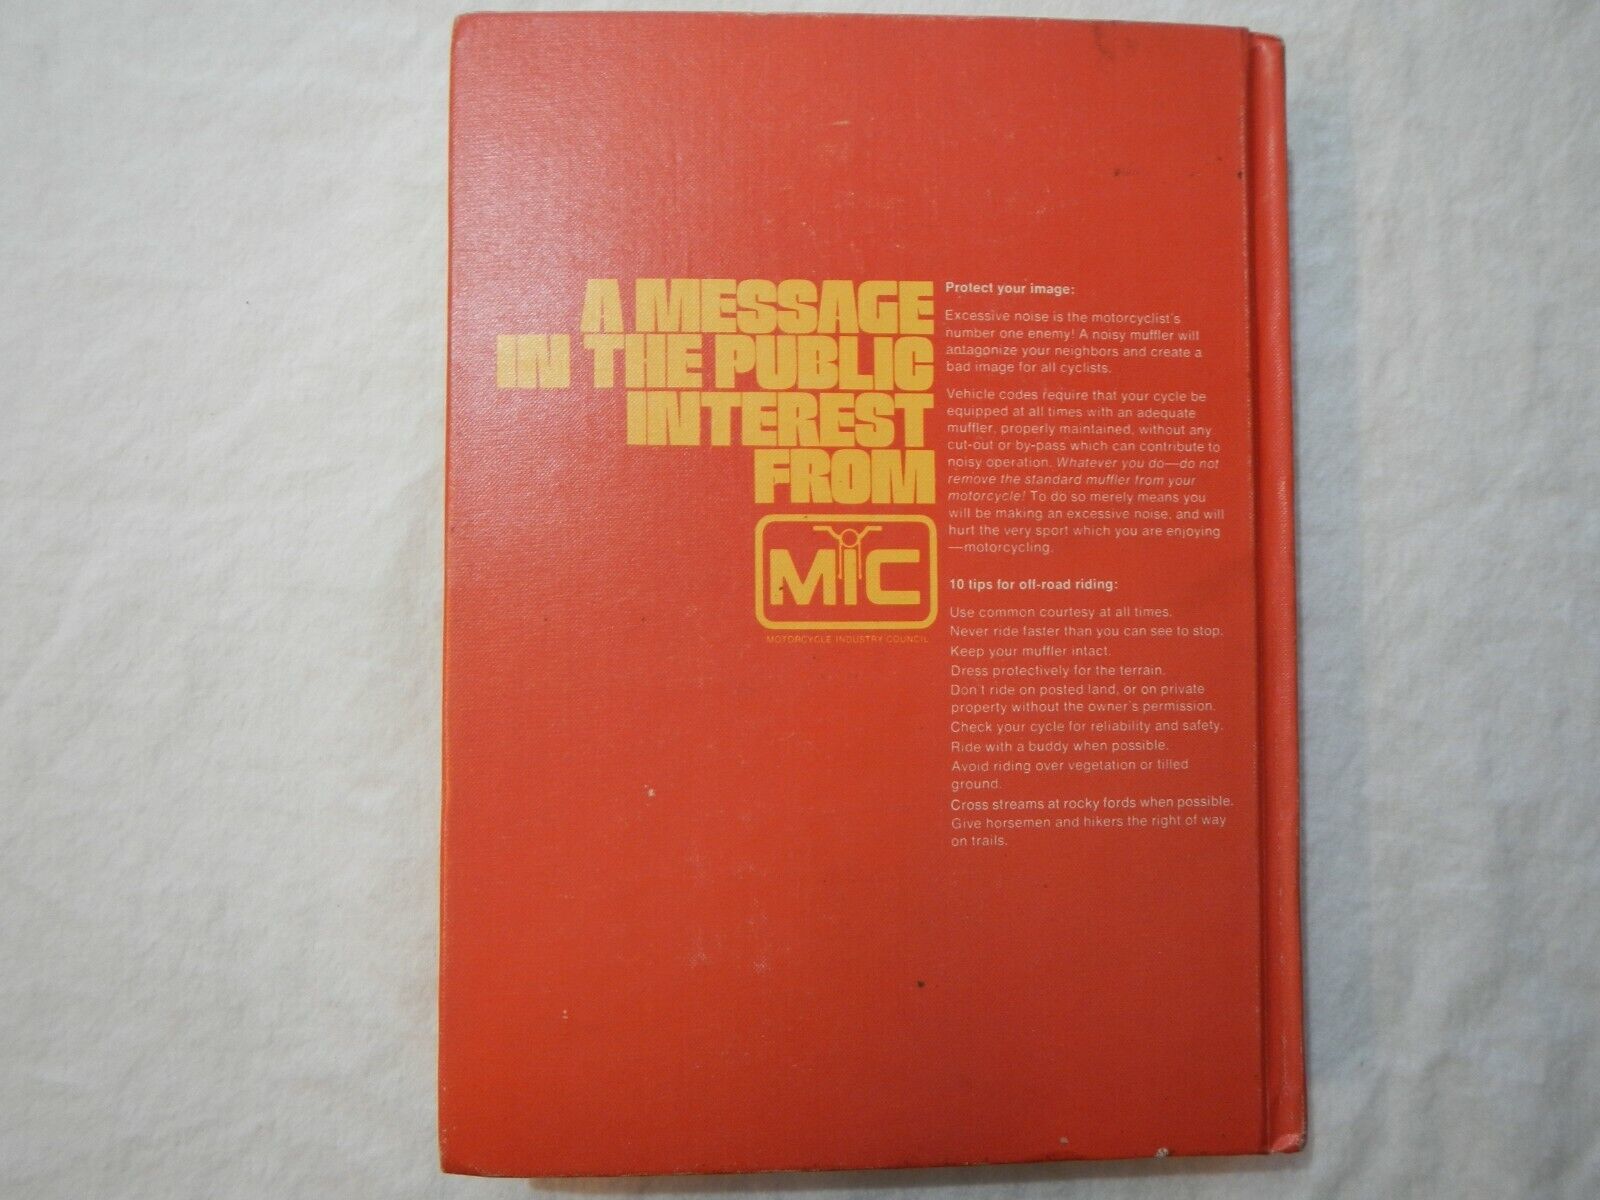 A MESSAGE
IN THE PUBLIC
INTEREST
FROM
MIC
MOTORCYCLE INDUSTRY COUNCIL
Protect your image:
Excessive noise is the motorcyclist's
number one enemy! A noisy muffler will
antagonize your neighbors and create a
bad image for all cyclists.
Vehicle codes require that your cycle be
equipped at all times with an adequate
muffler, properly maintained, without any
cut-out or by-pass which can contribute to
noisy operation. Whatever you do—do not
remove the standard muffler from your
motorcycle! To do so merely means you
will be making an excessive noise, and will
hurt the very sport which you are enjoying
—motorcycling.
10 tips for off-road riding:
Use common courtesy at all times.
Never ride faster than you can see to stop.
Keep your muffler intact.
Dress protectively for the terrain.
Don't ride on posted land, or on private
property without the owner's permission.
Check your cycle for reliability and safety.
Ride with a buddy when possible.
Avoid riding over vegetation or tilled
ground.
Cross streams at rocky fords when possible.
Give horsemen and hikers the right of way
on trails.